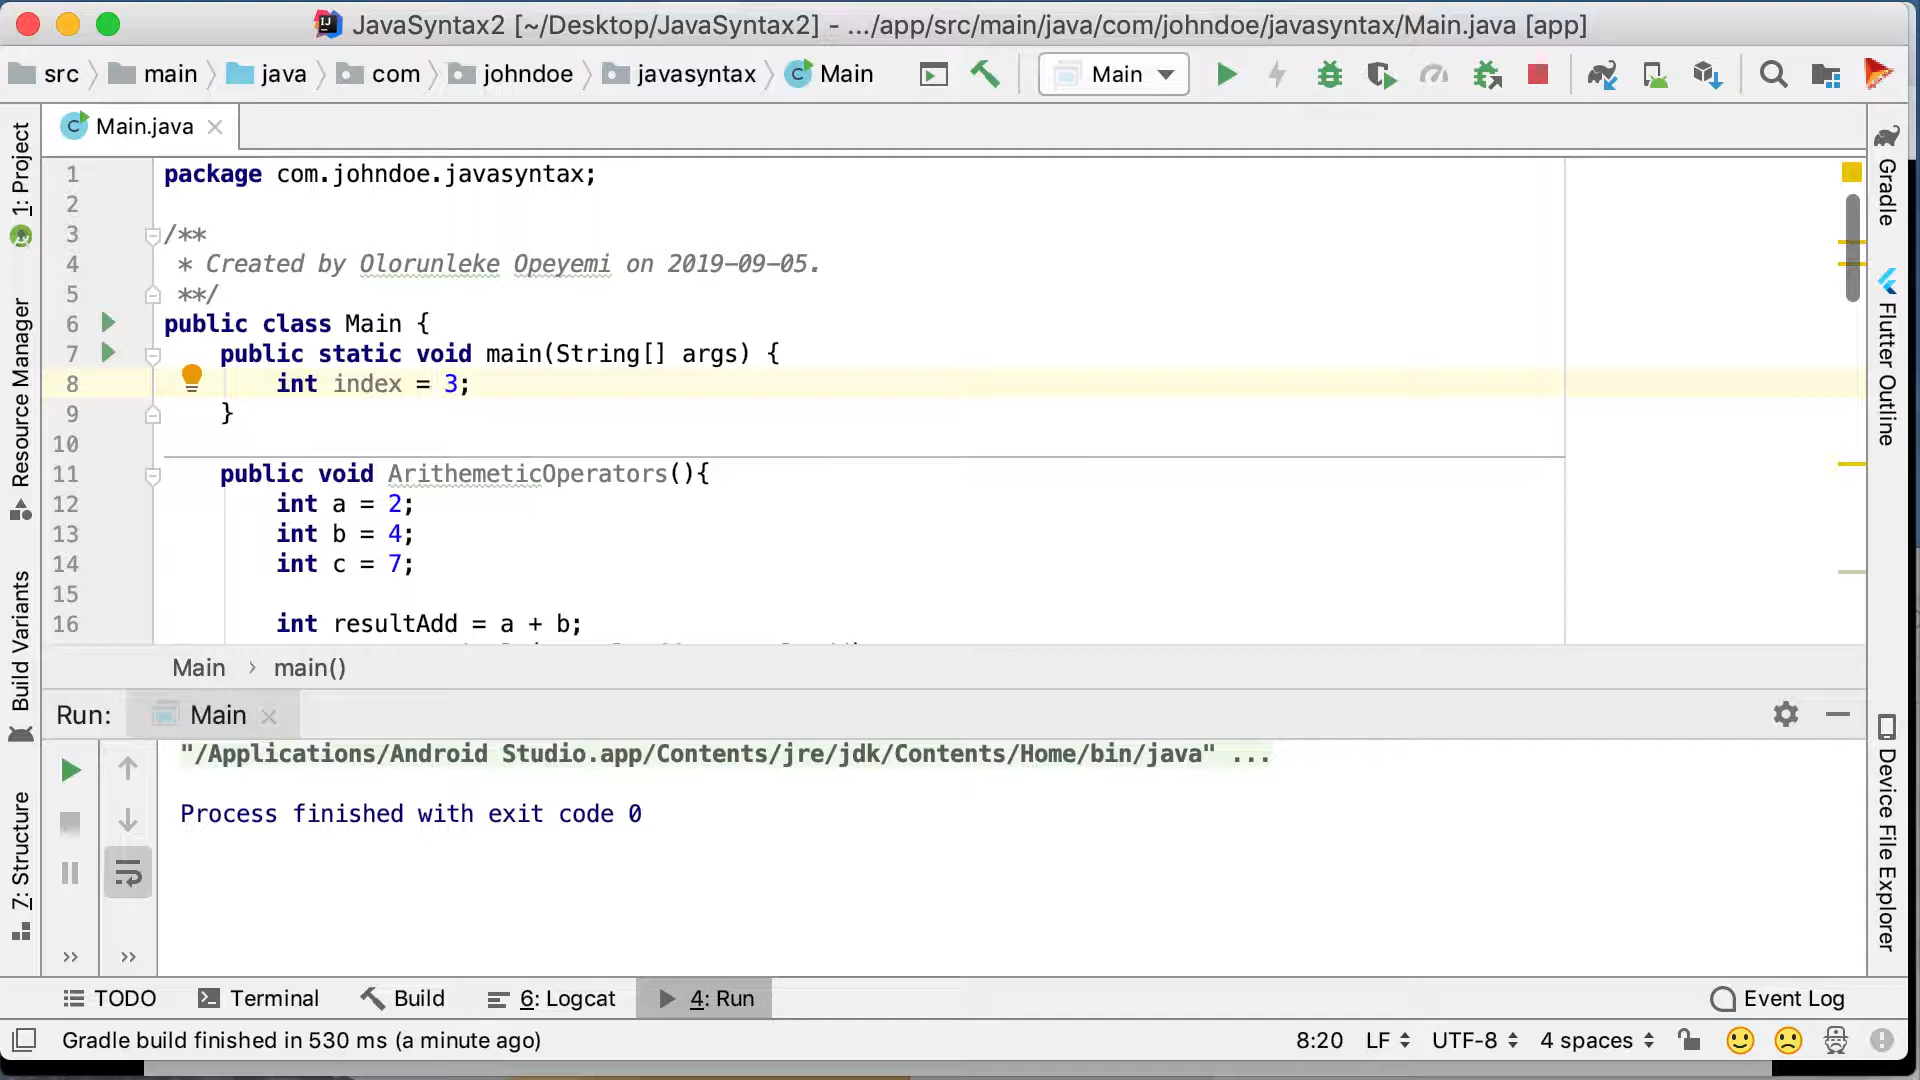 JavaSyntax2 [~/Desktop/JavaSyntax2] - .../app/src/main/java/com/johndoe/javasyntax/Main.java [app]
src main java com johndoe javasyntax Main Main
Main.java
1 package com.johndoe.javasyntax;
2
3 /**
4 * Created by Olorunleke Opeyemi on 2019-09-05.
5 **/
6 public class Main {
7 public static void main(String[] args) {
8 int index = 3;
9 }
10
11 public void ArithemeticOperators(){
12 int a = 2;
13 int b = 4;
14 int c = 7;
15
16 int resultAdd = a + b;
Main › main()
Run: Main
"/Applications/Android Studio.app/Contents/jre/jdk/Contents/Home/bin/java" ...
Process finished with exit code 0
1: Project
Resource Manager
Build Variants
7: Structure
Gradle
Flutter Outline
Device File Explorer
TODO Terminal Build 6: Logcat 4: Run Event Log
Gradle build finished in 530 ms (a minute ago) 8:20 LF UTF-8 4 spaces